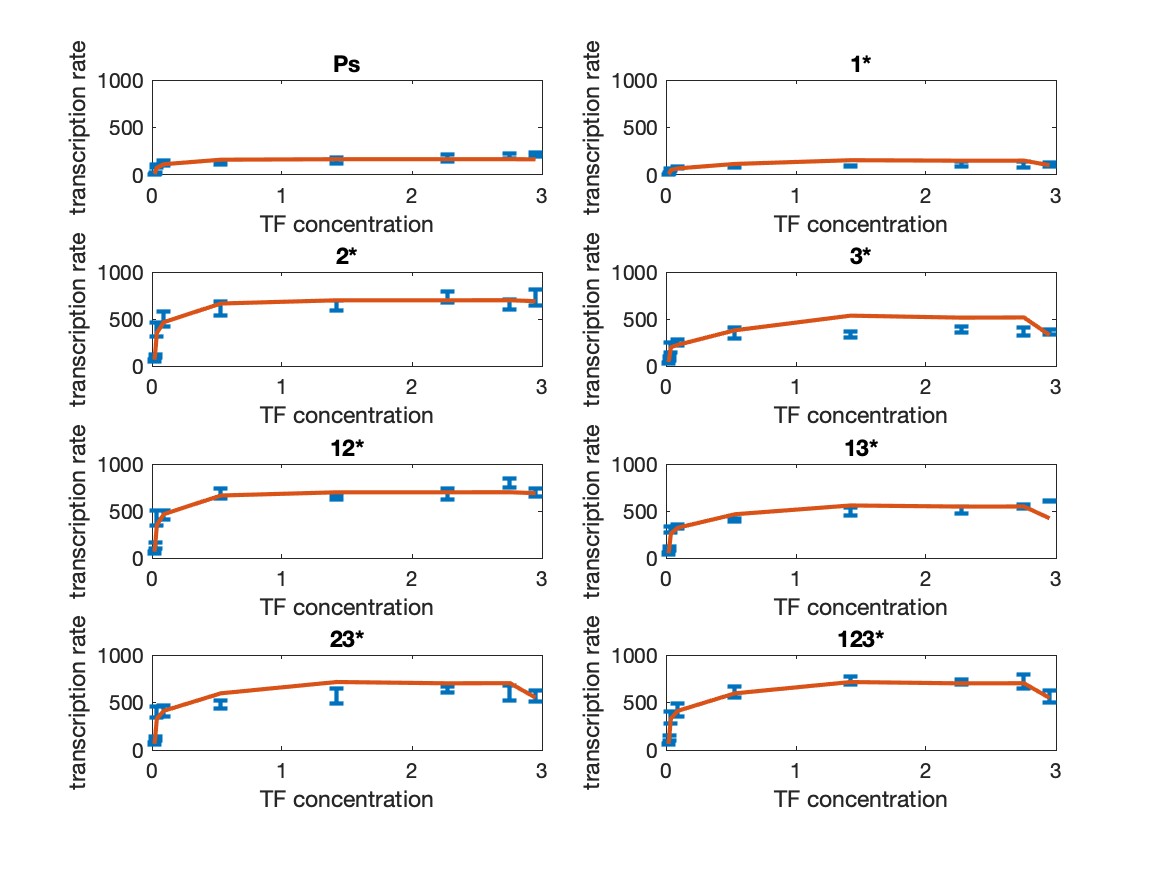 Ps
transcription rate
1000
500
0
0 1 2 3
TF concentration
1*
transcription rate
1000
500
0
0 1 2 3
TF concentration
2*
transcription rate
1000
500
0
0 1 2 3
TF concentration
3*
transcription rate
1000
500
0
0 1 2 3
TF concentration
12*
transcription rate
1000
500
0
0 1 2 3
TF concentration
13*
transcription rate
1000
500
0
0 1 2 3
TF concentration
23*
transcription rate
1000
500
0
0 1 2 3
TF concentration
123*
transcription rate
1000
500
0
0 1 2 3
TF concentration